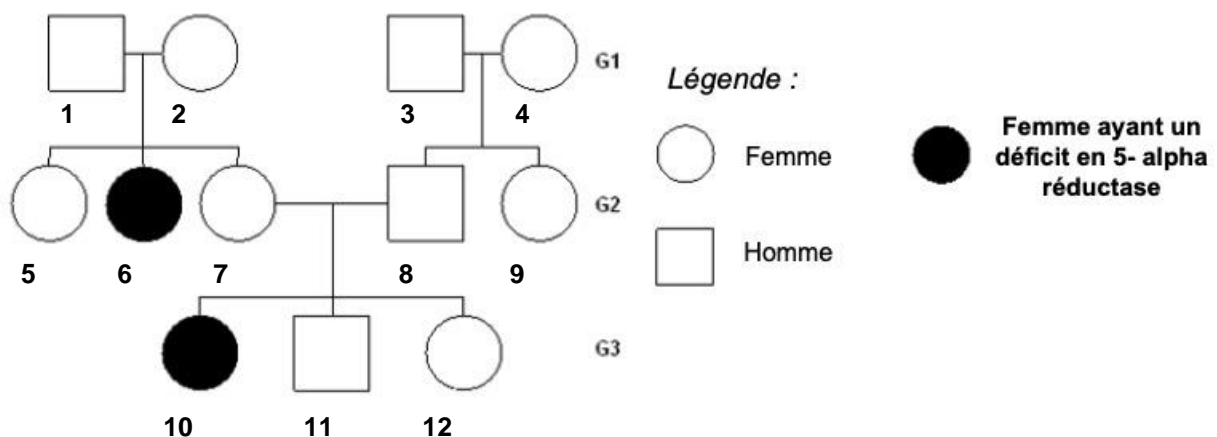 G1
1 2 3 4
G2
5 6 7 8 9
G3
10 11 12
Légende :
Femme
Homme
Femme ayant un
déficit en 5- alpha
réductase